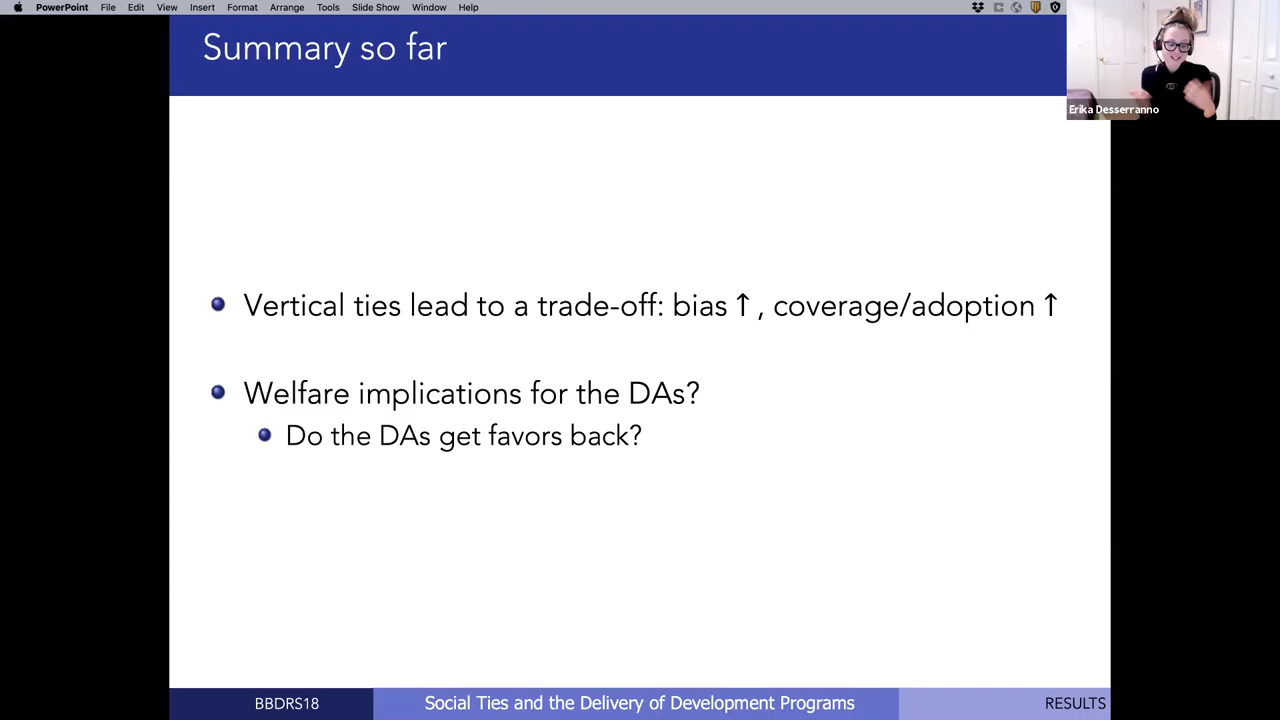 PowerPoint File Edit View Insert Format Arrange Tools Slide Show Window Help
Summary so far
Erika Desserranno
Vertical ties lead to a trade-off: bias ↑, coverage/adoption ↑
Welfare implications for the DAs?
Do the DAs get favors back?
BBDRS18 Social Ties and the Delivery of Development Programs RESULTS